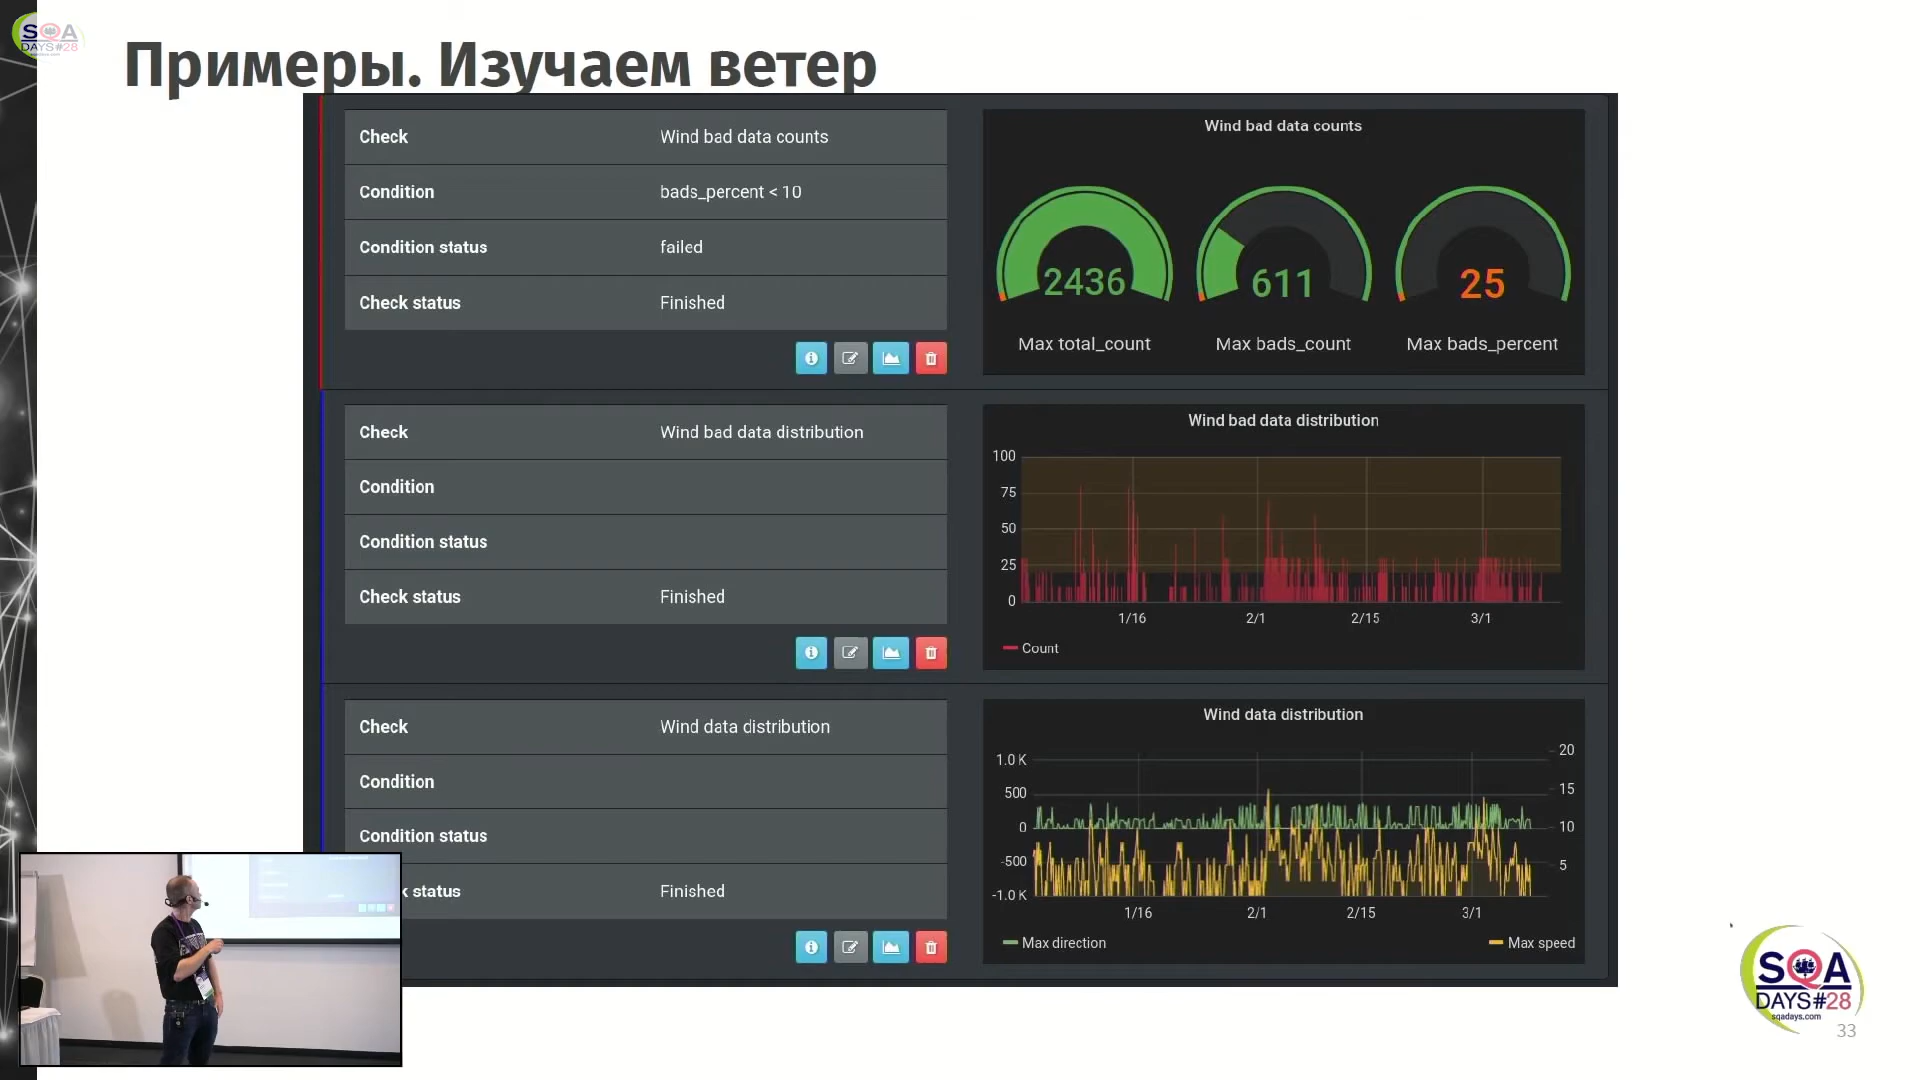 SQA
DAYS#28
Примеры. Изучаем ветер
Check Wind bad data counts
Condition bads_percent < 10
Condition status failed
Check status Finished
Wind bad data counts
2436 611 25
Max total_count Max bads_count Max bads_percent
Check Wind bad data distribution
Condition
Condition status
Check status Finished
Wind bad data distribution
100
75
50
25
0
1/16 2/1 2/15 3/1
Count
Check Wind data distribution
Condition
Condition status
k status Finished
Wind data distribution
1.0 K
500
0
-500
-1.0 K
20
15
10
5
1/16 2/1 2/15 3/1
Max direction Max speed
SQA
DAYS#28
sqadays.com
33